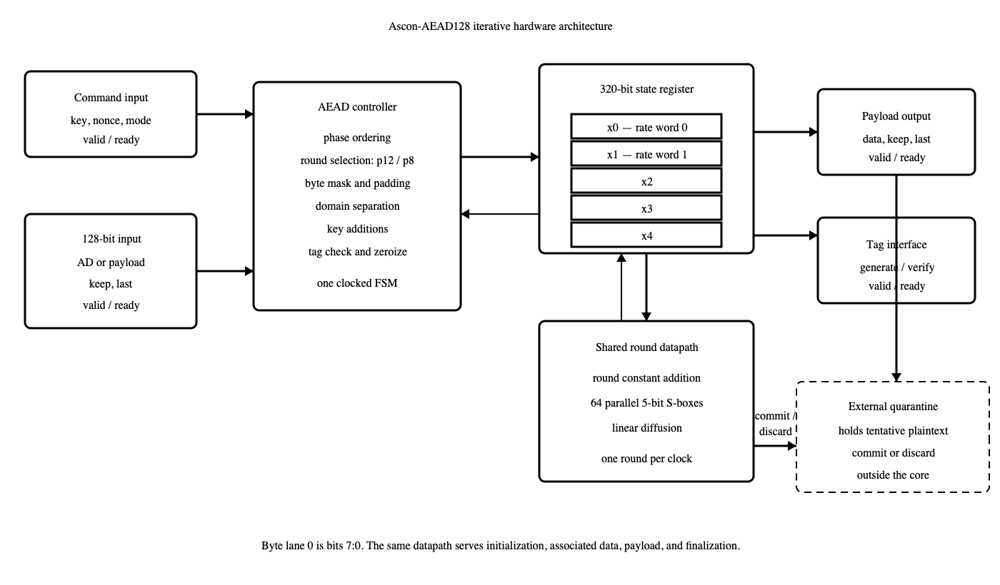 Ascon-AEAD128 iterative hardware architecture
Command input
key, nonce, mode
valid / ready
128-bit input
AD or payload
keep, last
valid / ready
AEAD controller
phase ordering
round selection: p12 / p8
byte mask and padding
domain separation
key additions
tag check and zeroize
one clocked FSM
320-bit state register
x0 — rate word 0
x1 — rate word 1
x2
x3
x4
Shared round datapath
round constant addition
64 parallel 5-bit S-boxes
linear diffusion
one round per clock
Payload output
data, keep, last
valid / ready
Tag interface
generate / verify
valid / ready
commit /
discard
External quarantine
holds tentative plaintext
commit or discard
outside the core
Byte lane 0 is bits 7:0. The same datapath serves initialization, associated data, payload, and finalization.